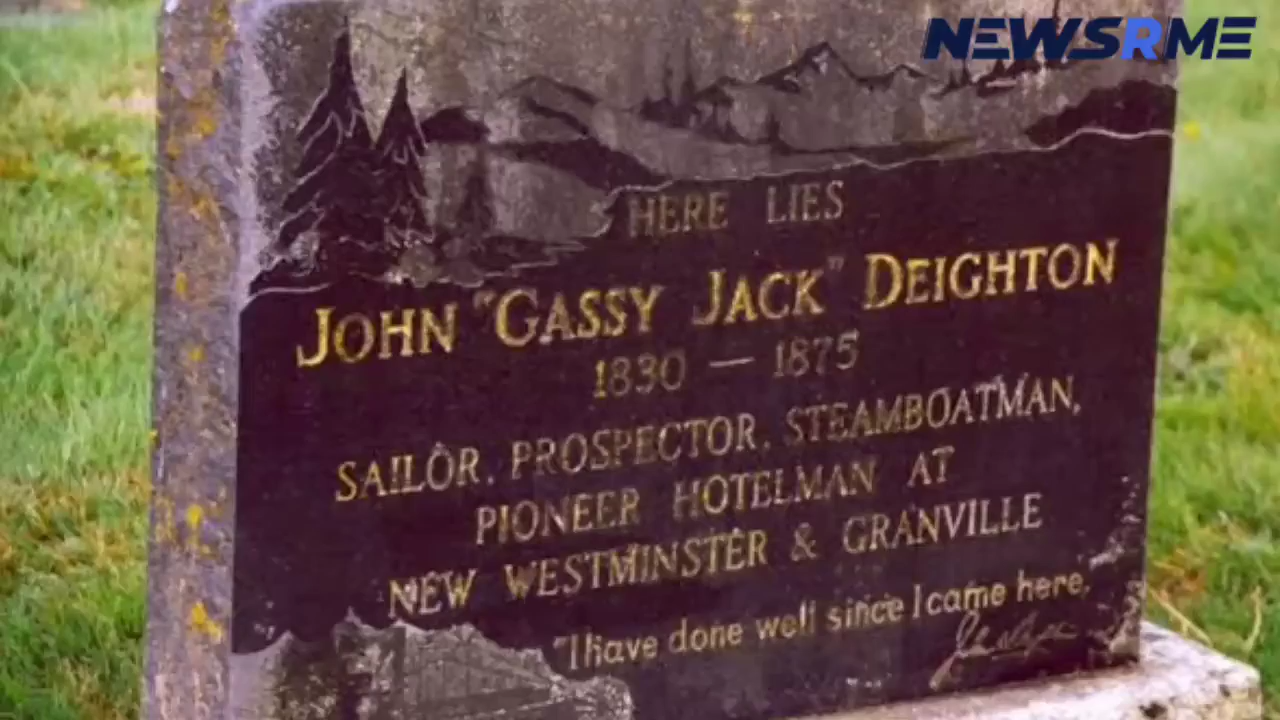 NEWSRME
HERE LIES
JOHN "GASSY JACK" DEIGHTON
1830 — 1875
SAILOR, PROSPECTOR, STEAMBOATMAN,
PIONEER HOTELMAN AT
NEW WESTMINSTER & GRANVILLE
"I have done well since I came here,